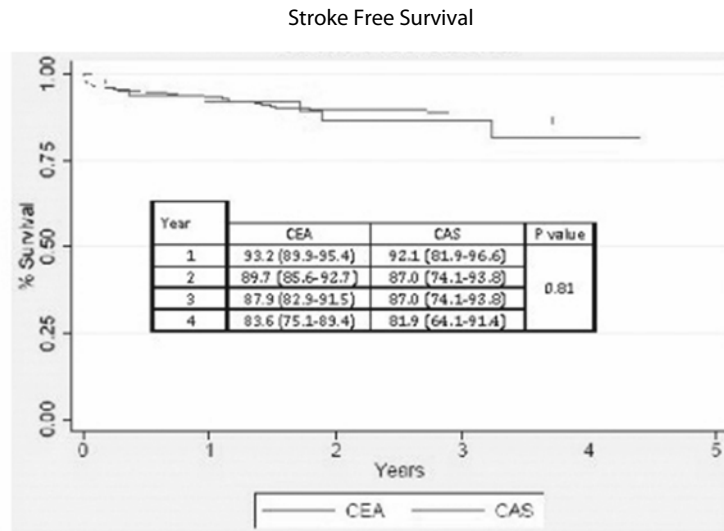 Stroke Free Survival
1.00
0.75
0.50
0.25
0.00
% Survival
Year CEA CAS P value
1 93.2 (89.9-95.4) 92.1 (81.9-96.6)
2 89.7 (85.6-92.7) 87.0 (74.1-93.8)
3 87.9 (82.9-91.5) 87.0 (74.1-93.8)
4 83.6 (75.1-89.4) 81.9 (64.1-91.4)
0.81
0 1 2 3 4 5
Years
CEA CAS